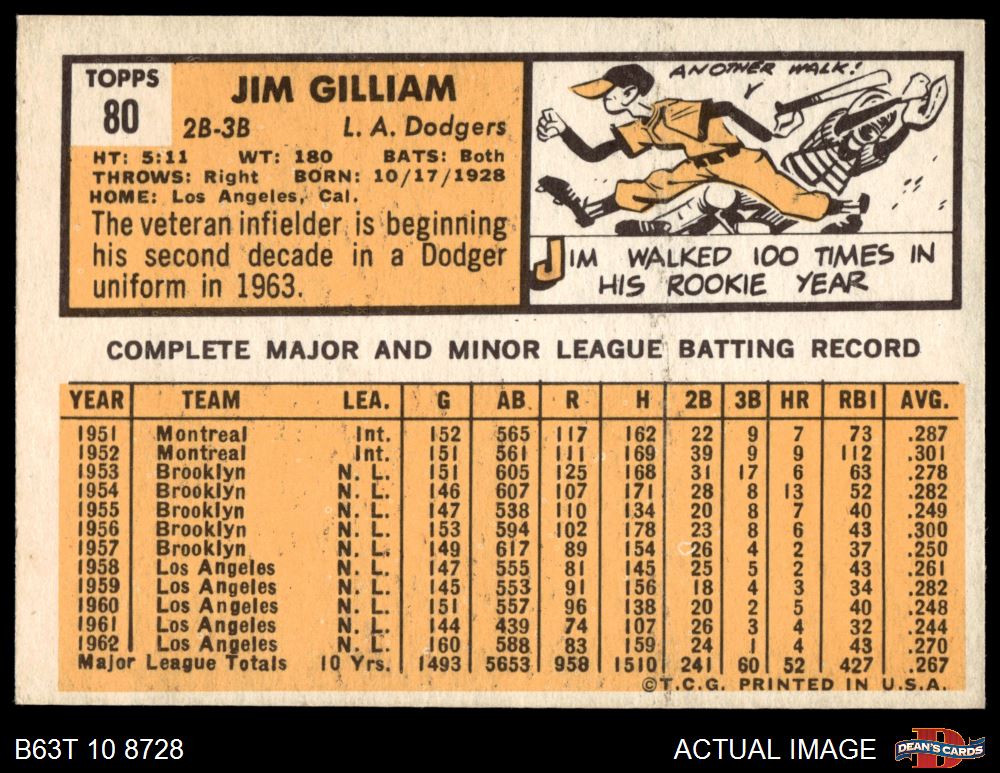 TOPPS
80
JIM GILLIAM
2B-3B L. A. Dodgers
HT: 5:11 WT: 180 BATS: Both
THROWS: Right BORN: 10/17/1928
HOME: Los Angeles, Cal.
The veteran infielder is beginning
his second decade in a Dodger
uniform in 1963.
ANOTHER WALK!
JIM WALKED 100 TIMES IN
HIS ROOKIE YEAR
COMPLETE MAJOR AND MINOR LEAGUE BATTING RECORD
YEAR TEAM LEA. G AB R H 2B 3B HR RBI AVG.
1951 Montreal Int. 152 565 117 162 22 9 7 73 .287
1952 Montreal Int. 151 561 111 169 39 9 9 112 .301
1953 Brooklyn N. L. 151 605 125 168 31 17 6 63 .278
1954 Brooklyn N. L. 146 607 107 171 28 8 13 52 .282
1955 Brooklyn N. L. 147 538 110 134 20 8 7 40 .249
1956 Brooklyn N. L. 153 594 102 178 23 8 6 43 .300
1957 Brooklyn N. L. 149 617 89 154 26 4 2 37 .250
1958 Los Angeles N. L. 147 555 81 145 25 5 2 43 .261
1959 Los Angeles N. L. 145 553 91 156 18 4 3 34 .282
1960 Los Angeles N. L. 151 557 96 138 20 2 5 40 .248
1961 Los Angeles N. L. 144 439 74 107 26 3 4 32 .244
1962 Los Angeles N. L. 160 588 83 159 24 1 4 43 .270
Major League Totals 10 Yrs. 1493 5653 958 1510 241 60 52 427 .267
©T.C.G. PRINTED IN U.S.A.
B63T 10 8728 ACTUAL IMAGE DEAN'S CARDS